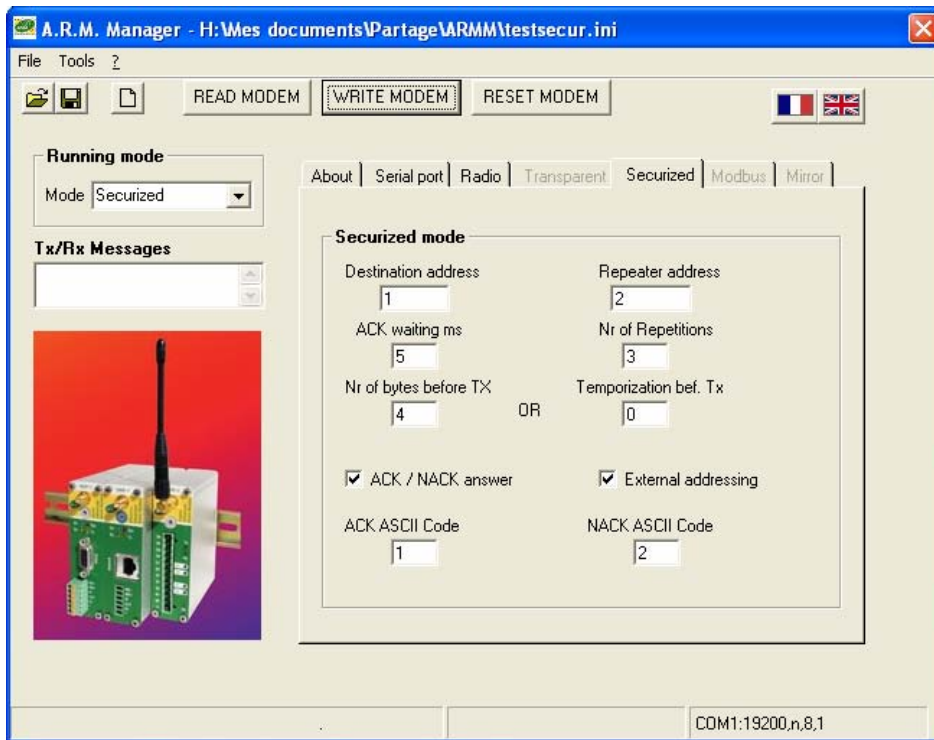 A.R.M. Manager - H:\Mes documents\Partage\ARMM\testsecur.ini
File Tools ?
READ MODEM WRITE MODEM RESET MODEM
Running mode
Mode Securized
About Serial port Radio Transparent Securized Modbus Mirror
Tx/Rx Messages
Securized mode
Destination address Repeater address
1 2
ACK waiting ms Nr of Repetitions
5 3
Nr of bytes before TX OR Temporization bef. Tx
4 0
ACK / NACK answer External addressing
ACK ASCII Code NACK ASCII Code
1 2
COM1:19200,n,8,1